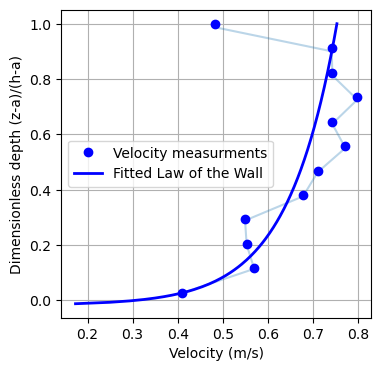 Dimensionless depth (z-a)/(h-a)
1.0
0.8
0.6
0.4
0.2
0.0
Velocity measurments
Fitted Law of the Wall
0.2 0.3 0.4 0.5 0.6 0.7 0.8
Velocity (m/s)